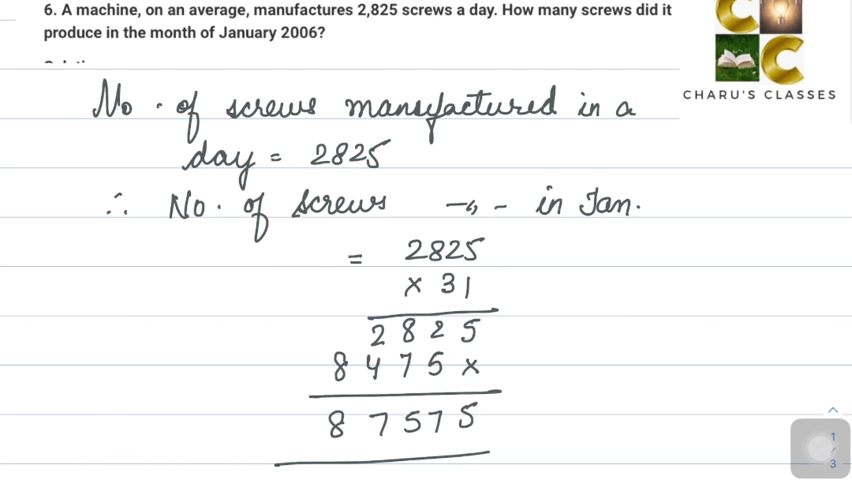 6. A machine, on an average, manufactures 2,825 screws a day. How many screws did it
produce in the month of January 2006?
CHARU'S CLASSES
No. of screws manufactured in a
day = 2825
∴ No. of screws —〃— in Jan.
= 2825
× 31
2825
8475×
87575
1
3